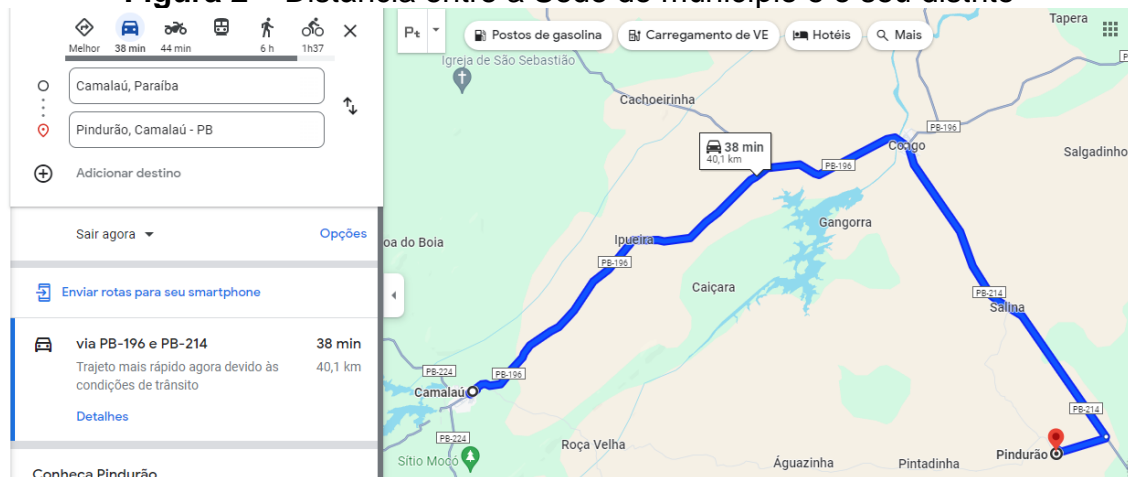 Figura 2 – Distância entre a Sede do município e o seu distrito
Melhor
38 min
44 min
6 h
1h37
Camalaú, Paraíba
Pindurão, Camalaú - PB
Adicionar destino
Sair agora
Opções
Enviar rotas para seu smartphone
via PB-196 e PB-214
38 min
Trajeto mais rápido agora devido às
40,1 km
condições de trânsito
Detalhes
Conheça Pindurão
Postos de gasolina
Carregamento de VE
Hotéis
Mais
Tapera
Igreja de São Sebastião
Cachoeirinha
PB-196
Congo
38 min
40,1 km
PB-196
Salgadinho
Gangorra
oa do Boia
Ipueira
PB-196
Caiçara
PB-214
Salina
PB-224
PB-196
Camalaú
PB-214
PB-224
Roça Velha
Pindurão
Sítio Mocó
Águazinha
Pintadinha